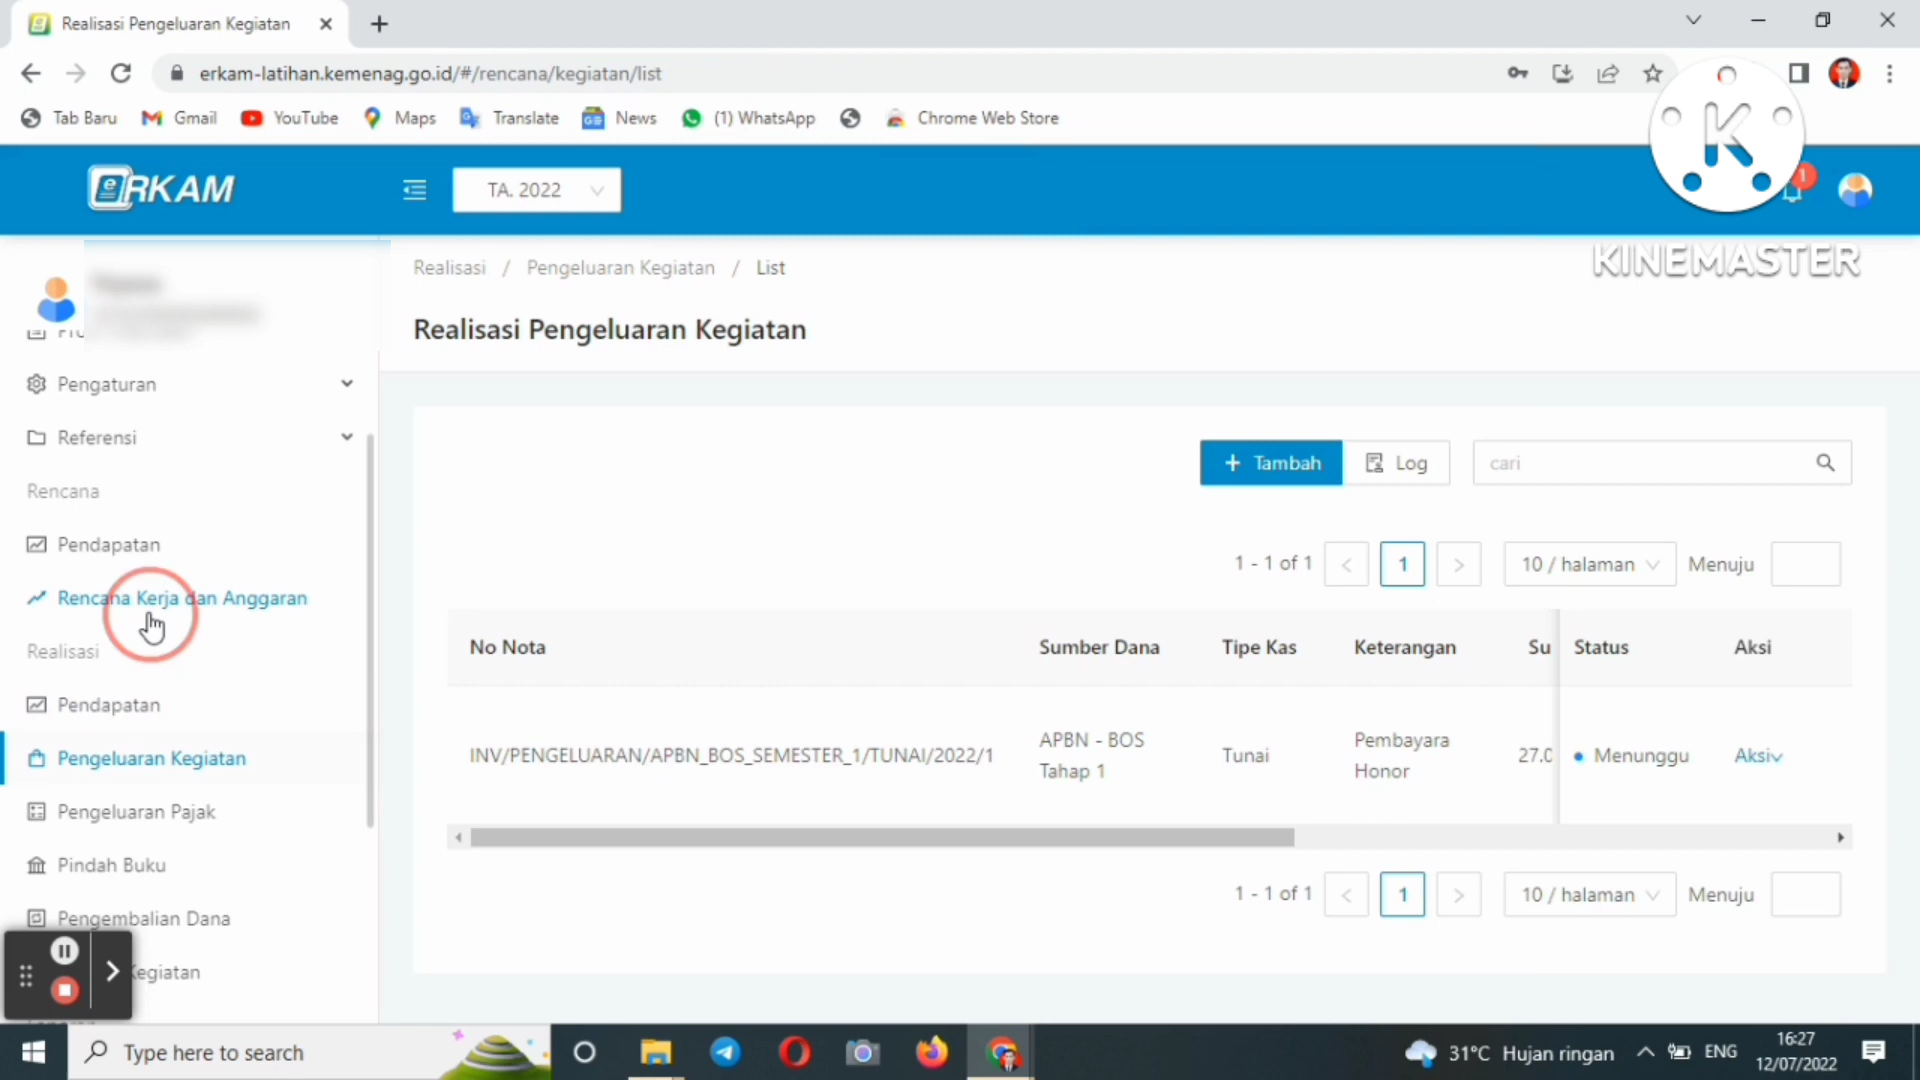 Realisasi Pengeluaran Kegiatan
erkam-latihan.kemenag.go.id/#/rencana/kegiatan/list
Tab Baru Gmail YouTube Maps Translate News (1) WhatsApp Chrome Web Store
eRKAM TA. 2022 1
KINEMASTER
Realisasi / Pengeluaran Kegiatan / List
Realisasi Pengeluaran Kegiatan
Pengaturan
Referensi
Rencana
Pendapatan
Rencana Kerja dan Anggaran
Realisasi
Pendapatan
Pengeluaran Kegiatan
Pengeluaran Pajak
Pindah Buku
Pengembalian Dana
Kegiatan
+ Tambah Log cari
1 - 1 of 1 < 1 > 10 / halaman Menuju
No Nota Sumber Dana Tipe Kas Keterangan Su Status Aksi
INV/PENGELUARAN/APBN_BOS_SEMESTER_1/TUNAI/2022/1 APBN - BOS Tahap 1 Tunai Pembayara Honor 27.0 Menunggu Aksi
1 - 1 of 1 < 1 > 10 / halaman Menuju
Type here to search 31°C Hujan ringan ENG 16:27
12/07/2022